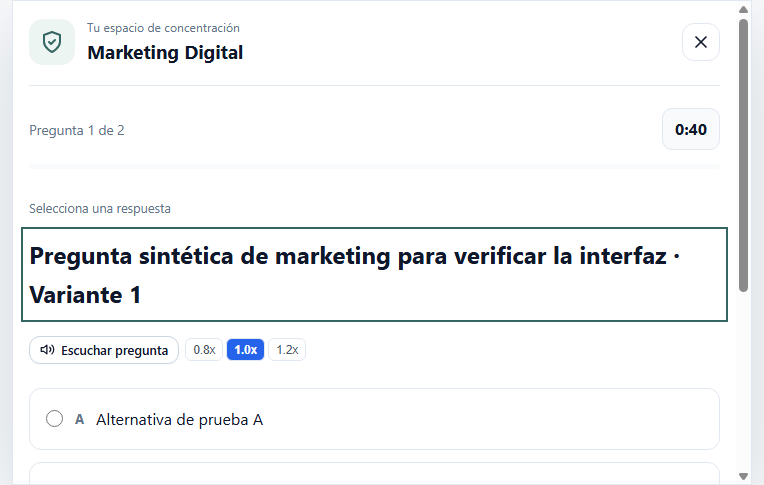 Tu espacio de concentración
Marketing Digital
Pregunta 1 de 2
0:40
Selecciona una respuesta
Pregunta sintética de marketing para verificar la interfaz ·
Variante 1
Escuchar pregunta 0.8x 1.0x 1.2x
A Alternativa de prueba A